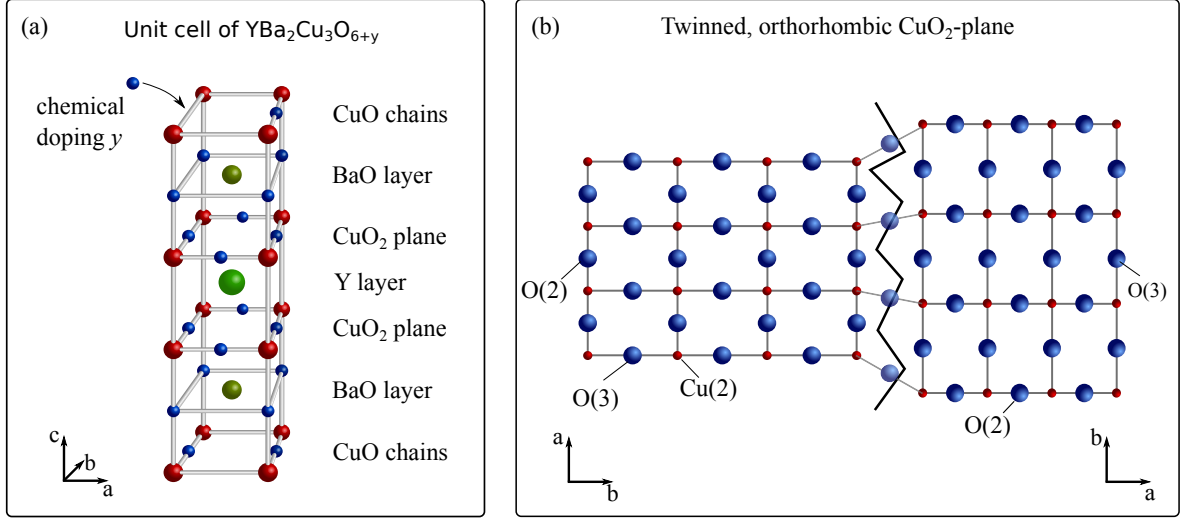 (a)
Unit cell of YBa₂Cu₃O₆₊y
chemical
doping y
CuO chains
BaO layer
CuO₂ plane
Y layer
CuO₂ plane
BaO layer
CuO chains
c
b
a
(b)
Twinned, orthorhombic CuO₂-plane
O(2)
O(3)
Cu(2)
O(3)
O(2)
a
b
b
a